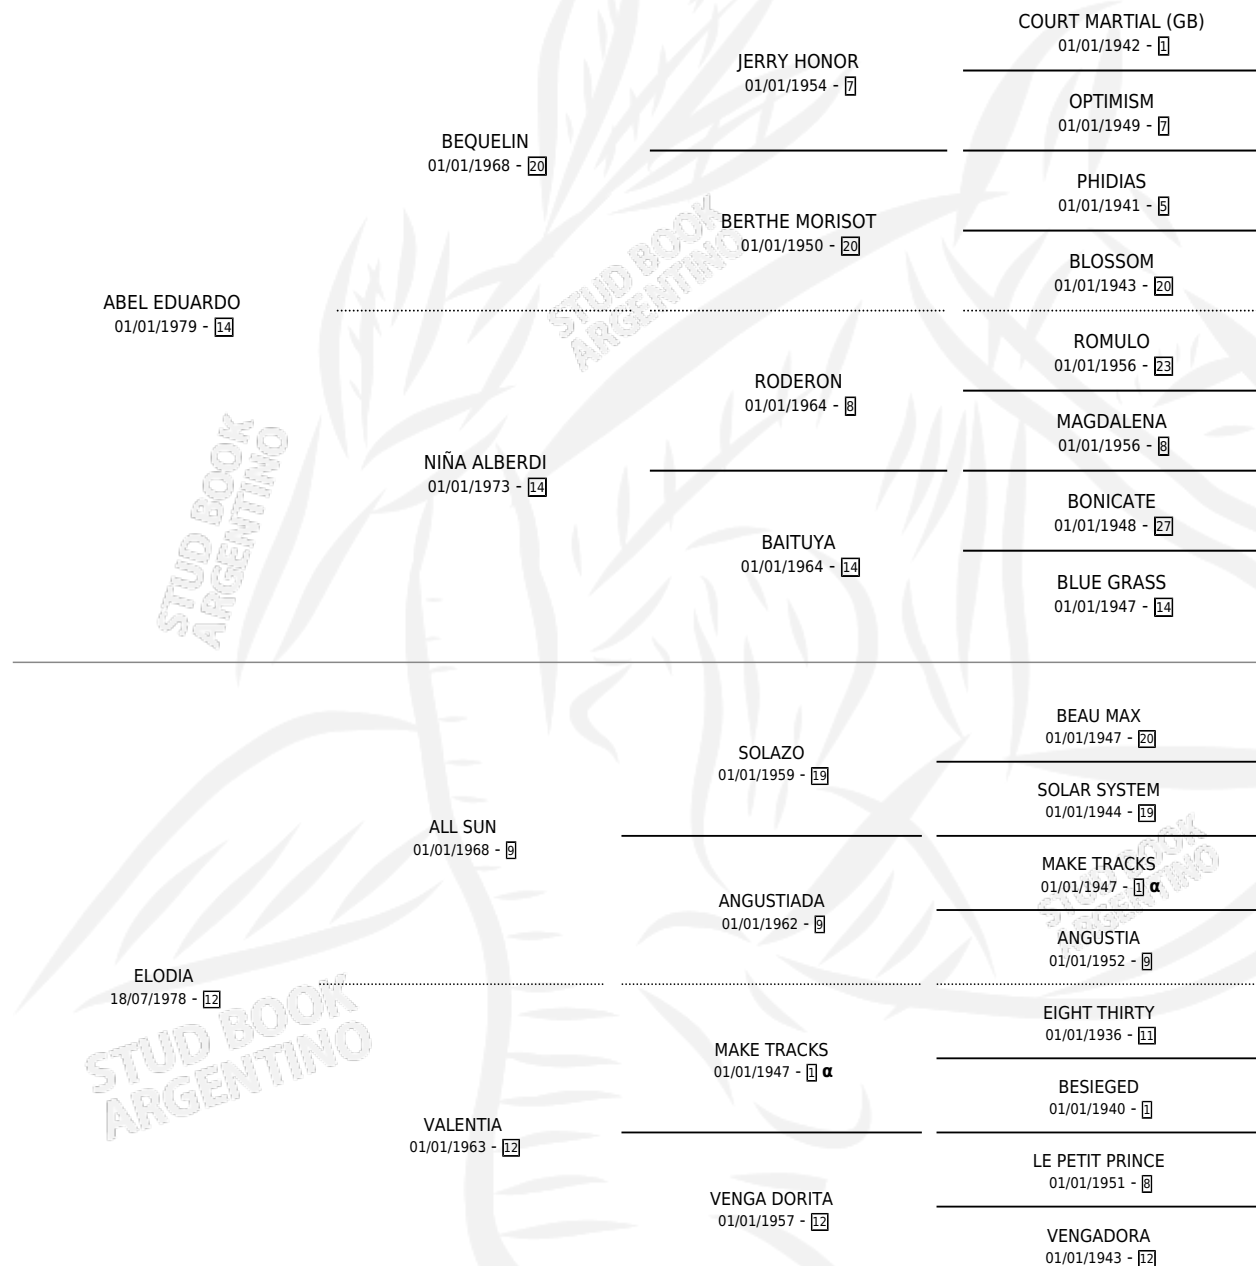 COURT MARTIAL (GB)
01/01/1942 - 1
JERRY HONOR
01/01/1954 - 7
OPTIMISM
01/01/1949 - 7
BEQUELIN
01/01/1968 - 20
PHIDIAS
01/01/1941 - 5
BERTHE MORISOT
01/01/1950 - 20
BLOSSOM
01/01/1943 - 20
ABEL EDUARDO
01/01/1979 - 14
ROMULO
01/01/1956 - 23
RODERON
01/01/1964 - 8
MAGDALENA
01/01/1956 - 8
NIÑA ALBERDI
01/01/1973 - 14
BONICATE
01/01/1948 - 27
BAITUYA
01/01/1964 - 14
BLUE GRASS
01/01/1947 - 14
BEAU MAX
01/01/1947 - 20
SOLAZO
01/01/1959 - 19
SOLAR SYSTEM
01/01/1944 - 19
ALL SUN
01/01/1968 - 9
MAKE TRACKS
01/01/1947 - 1 α
ANGUSTIADA
01/01/1962 - 9
ANGUSTIA
01/01/1952 - 9
ELODIA
18/07/1978 - 12
EIGHT THIRTY
01/01/1936 - 11
MAKE TRACKS
01/01/1947 - 1 α
BESIEGED
01/01/1940 - 1
VALENTIA
01/01/1963 - 12
LE PETIT PRINCE
01/01/1951 - 8
VENGA DORITA
01/01/1957 - 12
VENGADORA
01/01/1943 - 12
STUD BOOK
ARGENTINO
STUD BOOK
ARGENTINO
STUD BOOK
ARGENTINO
STUD BOOK
ARGENTINO